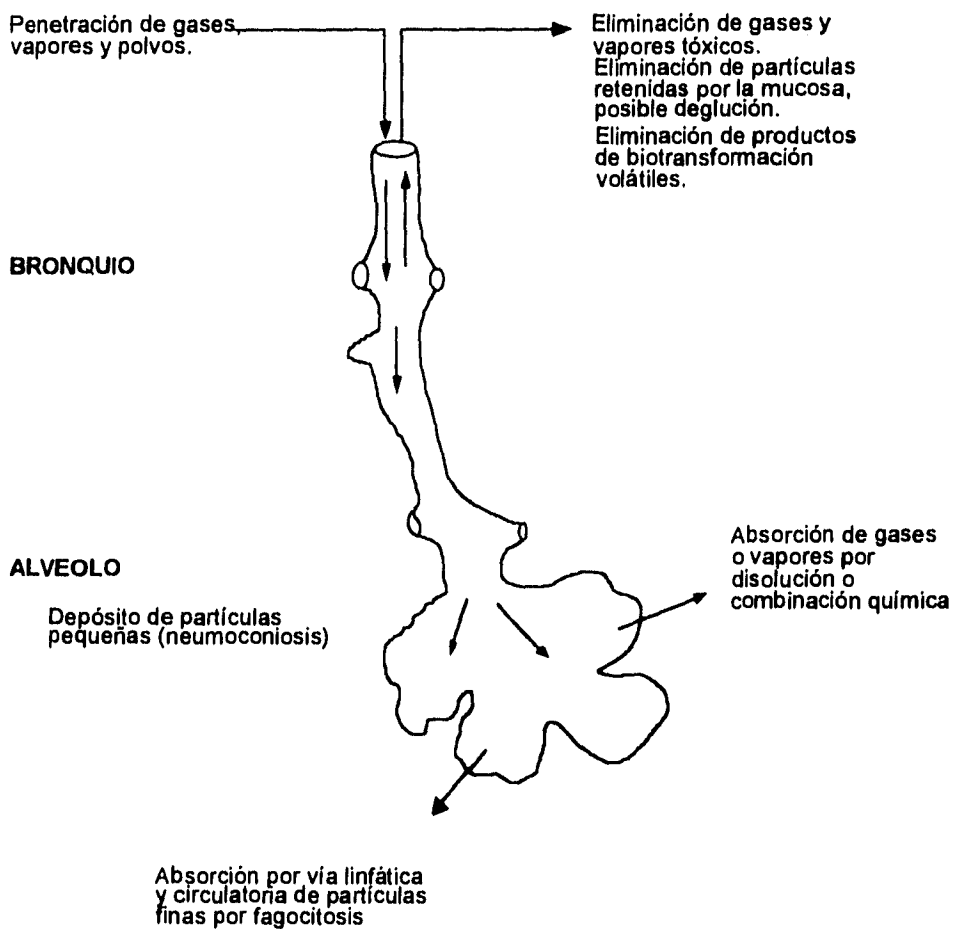 Penetración de gases,
vapores y polvos.
Eliminación de gases y
vapores tóxicos.
Eliminación de partículas
retenidas por la mucosa,
posible deglución.
Eliminación de productos
de biotransformación
volátiles.
BRONQUIO
ALVEOLO
Depósito de partículas
pequeñas (neumoconiosis)
Absorción de gases
o vapores por
disolución o
combinación química
Absorción por vía linfática
y circulatoria de partículas
finas por fagocitosis